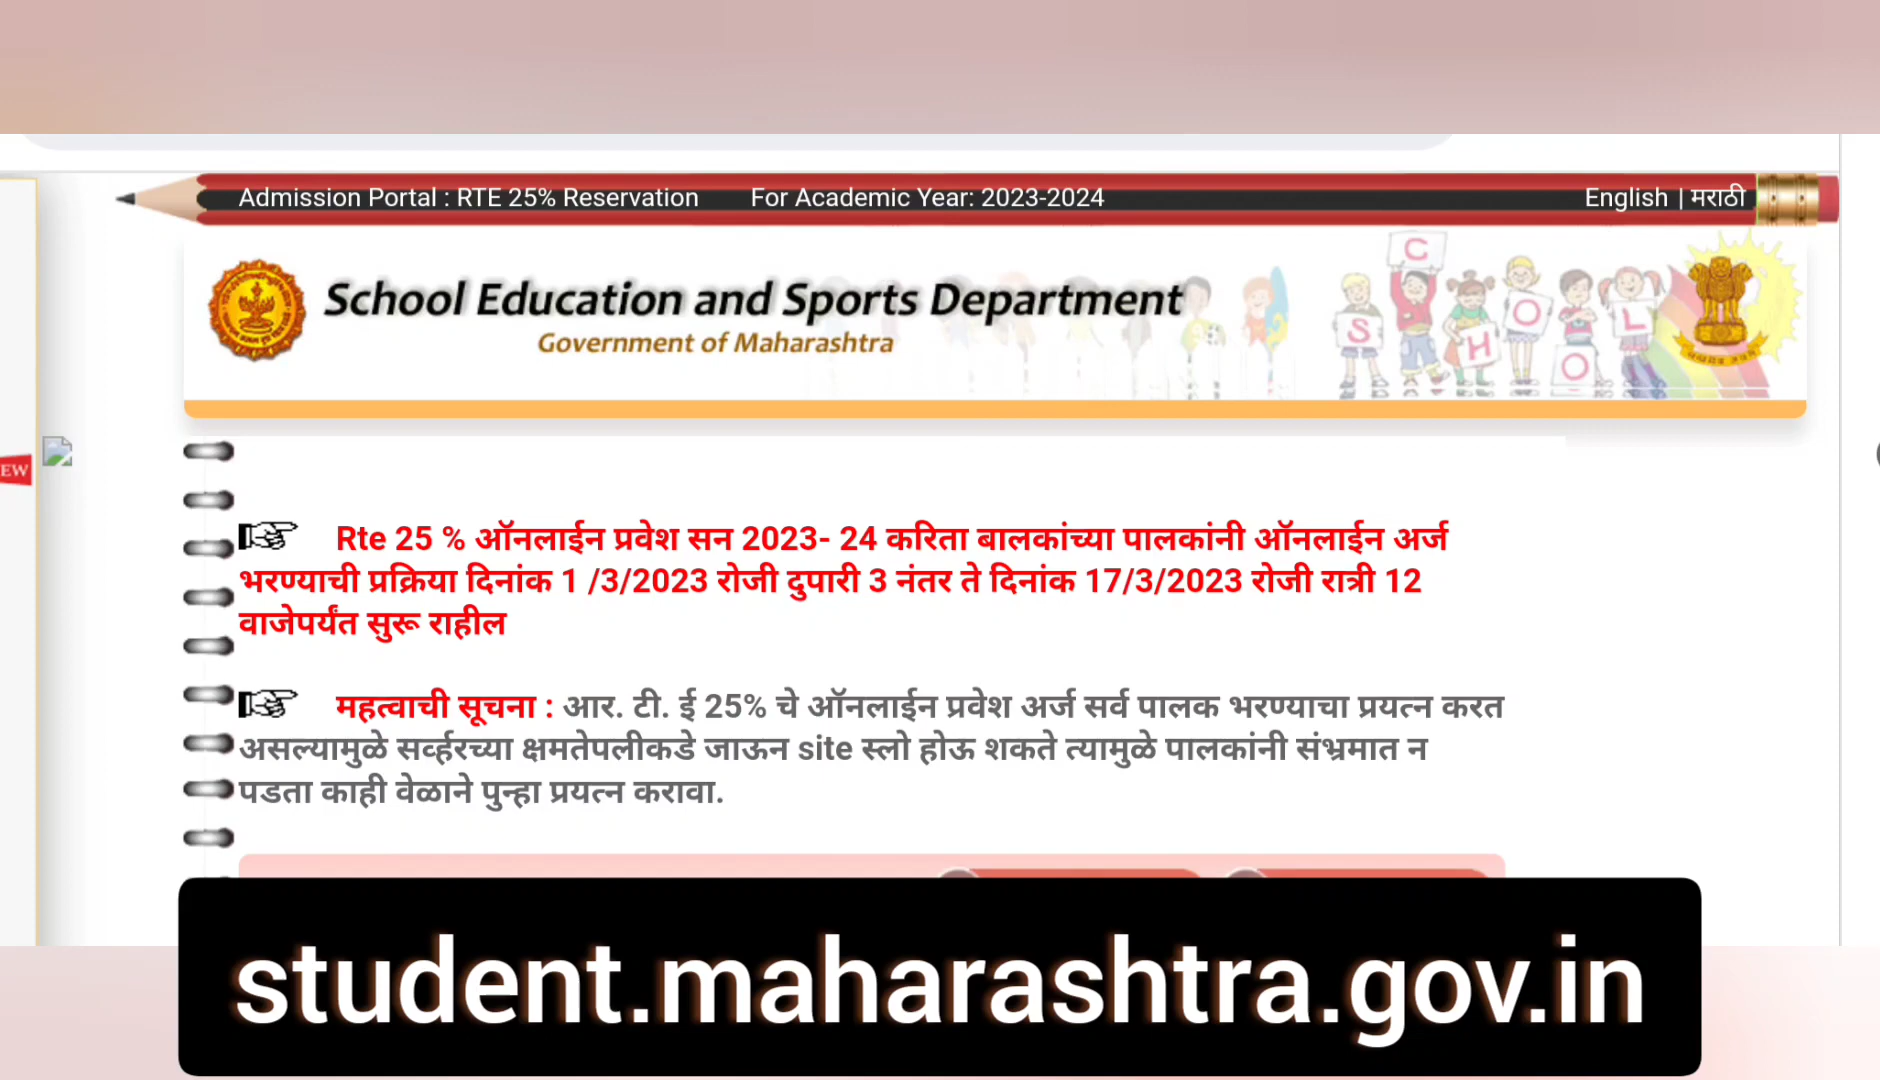 Admission Portal : RTE 25% Reservation For Academic Year: 2023-2024 English | मराठी
School Education and Sports Department
Government of Maharashtra
S C H O O L
EW
Rte 25 % ऑनलाईन प्रवेश सन 2023- 24 करिता बालकांच्या पालकांनी ऑनलाईन अर्ज
भरण्याची प्रक्रिया दिनांक 1 /3/2023 रोजी दुपारी 3 नंतर ते दिनांक 17/3/2023 रोजी रात्री 12
वाजेपर्यंत सुरू राहील
महत्वाची सूचना : आर. टी. ई 25% चे ऑनलाईन प्रवेश अर्ज सर्व पालक भरण्याचा प्रयत्न करत
असल्यामुळे सर्व्हरच्या क्षमतेपलीकडे जाऊन site स्लो होऊ शकते त्यामुळे पालकांनी संभ्रमात न
पडता काही वेळाने पुन्हा प्रयत्न करावा.
student.maharashtra.gov.in